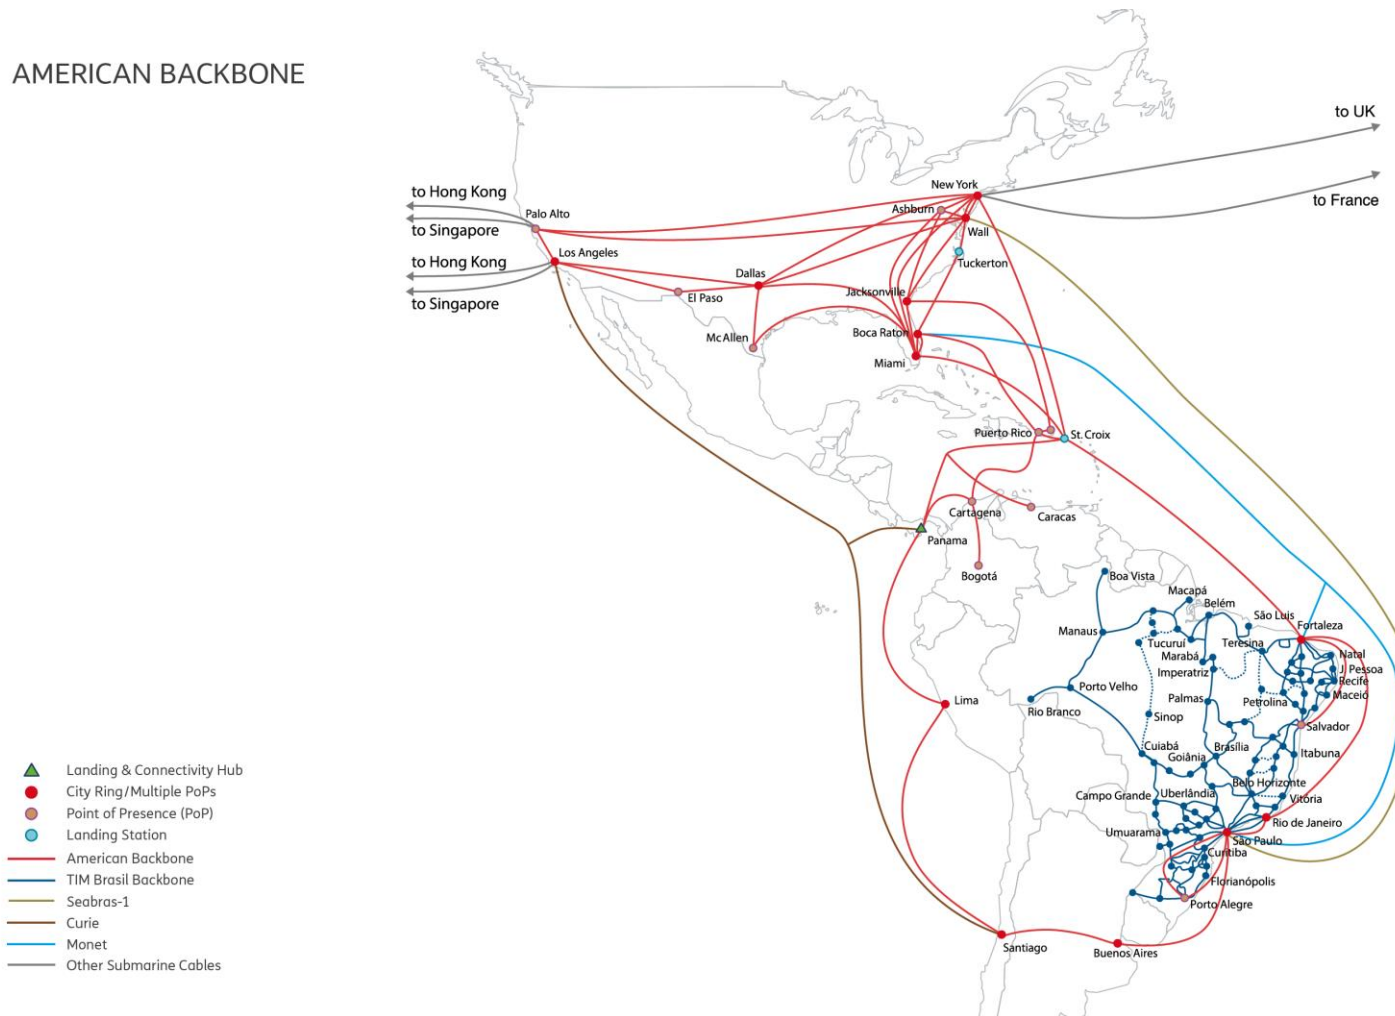 AMERICAN BACKBONE
to UK
to Hong Kong
New York
to France
Ashburn
Palo Alto
to Singapore
Wall
Los Angeles
to Hong Kong
Tuckerton
Dallas
to Singapore
El Paso
Jacksonville
McAllen
Boca Raton
Miami
Puerto Rico
St. Croix
Cartagena
Caracas
Panama
Bogotá
Boa Vista
Macapá
Belém
São Luis
Fortaleza
Manaus
Tucuruí
Teresina
Marabá
Natal
Imperatriz
J. Pessoa
Recife
Porto Velho
Maceió
Lima
Palmas
Petrolina
Rio Branco
Sinop
Salvador
Cuiabá
Brasília
Goiânia
Itabuna
Belo Horizonte
Campo Grande
Uberlândia
Vitória
Rio de Janeiro
Umuarama
São Paulo
Curitiba
Florianópolis
Porto Alegre
Santiago
Buenos Aires
Landing & Connectivity Hub
City Ring/Multiple PoPs
Point of Presence (PoP)
Landing Station
American Backbone
TIM Brasil Backbone
Seabras-1
Curie
Monet
Other Submarine Cables